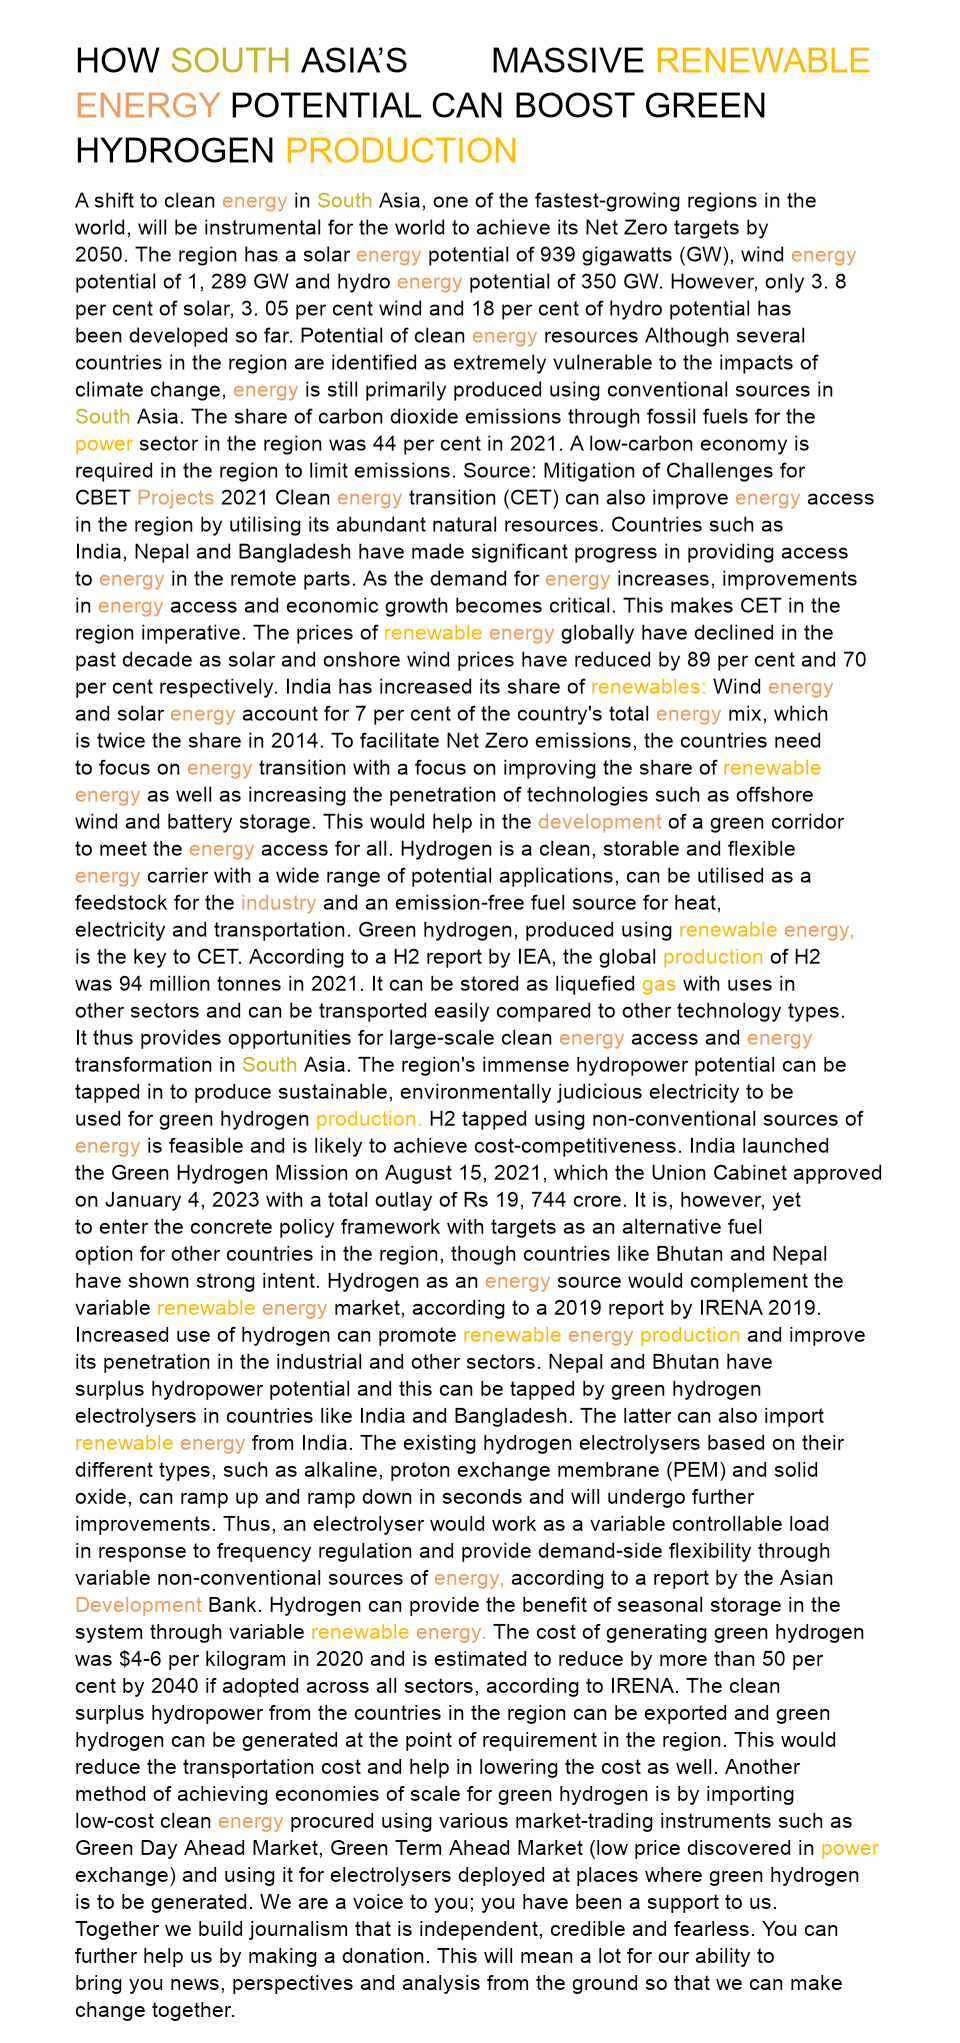 HOW SOUTH ASIA’S MASSIVE RENEWABLE
ENERGY POTENTIAL CAN BOOST GREEN
HYDROGEN PRODUCTION
A shift to clean energy in South Asia, one of the fastest-growing regions in the
world, will be instrumental for the world to achieve its Net Zero targets by
2050. The region has a solar energy potential of 939 gigawatts (GW), wind energy
potential of 1, 289 GW and hydro energy potential of 350 GW. However, only 3. 8
per cent of solar, 3. 05 per cent wind and 18 per cent of hydro potential has
been developed so far. Potential of clean energy resources Although several
countries in the region are identified as extremely vulnerable to the impacts of
climate change, energy is still primarily produced using conventional sources in
South Asia. The share of carbon dioxide emissions through fossil fuels for the
power sector in the region was 44 per cent in 2021. A low-carbon economy is
required in the region to limit emissions. Source: Mitigation of Challenges for
CBET Projects 2021 Clean energy transition (CET) can also improve energy access
in the region by utilising its abundant natural resources. Countries such as
India, Nepal and Bangladesh have made significant progress in providing access
to energy in the remote parts. As the demand for energy increases, improvements
in energy access and economic growth becomes critical. This makes CET in the
region imperative. The prices of renewable energy globally have declined in the
past decade as solar and onshore wind prices have reduced by 89 per cent and 70
per cent respectively. India has increased its share of renewables: Wind energy
and solar energy account for 7 per cent of the country's total energy mix, which
is twice the share in 2014. To facilitate Net Zero emissions, the countries need
to focus on energy transition with a focus on improving the share of renewable
energy as well as increasing the penetration of technologies such as offshore
wind and battery storage. This would help in the development of a green corridor
to meet the energy access for all. Hydrogen is a clean, storable and flexible
energy carrier with a wide range of potential applications, can be utilised as a
feedstock for the industry and an emission-free fuel source for heat,
electricity and transportation. Green hydrogen, produced using renewable energy,
is the key to CET. According to a H2 report by IEA, the global production of H2
was 94 million tonnes in 2021. It can be stored as liquefied gas with uses in
other sectors and can be transported easily compared to other technology types.
It thus provides opportunities for large-scale clean energy access and energy
transformation in South Asia. The region's immense hydropower potential can be
tapped in to produce sustainable, environmentally judicious electricity to be
used for green hydrogen production. H2 tapped using non-conventional sources of
energy is feasible and is likely to achieve cost-competitiveness. India launched
the Green Hydrogen Mission on August 15, 2021, which the Union Cabinet approved
on January 4, 2023 with a total outlay of Rs 19, 744 crore. It is, however, yet
to enter the concrete policy framework with targets as an alternative fuel
option for other countries in the region, though countries like Bhutan and Nepal
have shown strong intent. Hydrogen as an energy source would complement the
variable renewable energy market, according to a 2019 report by IRENA 2019.
Increased use of hydrogen can promote renewable energy production and improve
its penetration in the industrial and other sectors. Nepal and Bhutan have
surplus hydropower potential and this can be tapped by green hydrogen
electrolysers in countries like India and Bangladesh. The latter can also import
renewable energy from India. The existing hydrogen electrolysers based on their
different types, such as alkaline, proton exchange membrane (PEM) and solid
oxide, can ramp up and ramp down in seconds and will undergo further
improvements. Thus, an electrolyser would work as a variable controllable load
in response to frequency regulation and provide demand-side flexibility through
variable non-conventional sources of energy, according to a report by the Asian
Development Bank. Hydrogen can provide the benefit of seasonal storage in the
system through variable renewable energy. The cost of generating green hydrogen
was $4-6 per kilogram in 2020 and is estimated to reduce by more than 50 per
cent by 2040 if adopted across all sectors, according to IRENA. The clean
surplus hydropower from the countries in the region can be exported and green
hydrogen can be generated at the point of requirement in the region. This would
reduce the transportation cost and help in lowering the cost as well. Another
method of achieving economies of scale for green hydrogen is by importing
low-cost clean energy procured using various market-trading instruments such as
Green Day Ahead Market, Green Term Ahead Market (low price discovered in power
exchange) and using it for electrolysers deployed at places where green hydrogen
is to be generated. We are a voice to you; you have been a support to us.
Together we build journalism that is independent, credible and fearless. You can
further help us by making a donation. This will mean a lot for our ability to
bring you news, perspectives and analysis from the ground so that we can make
change together.